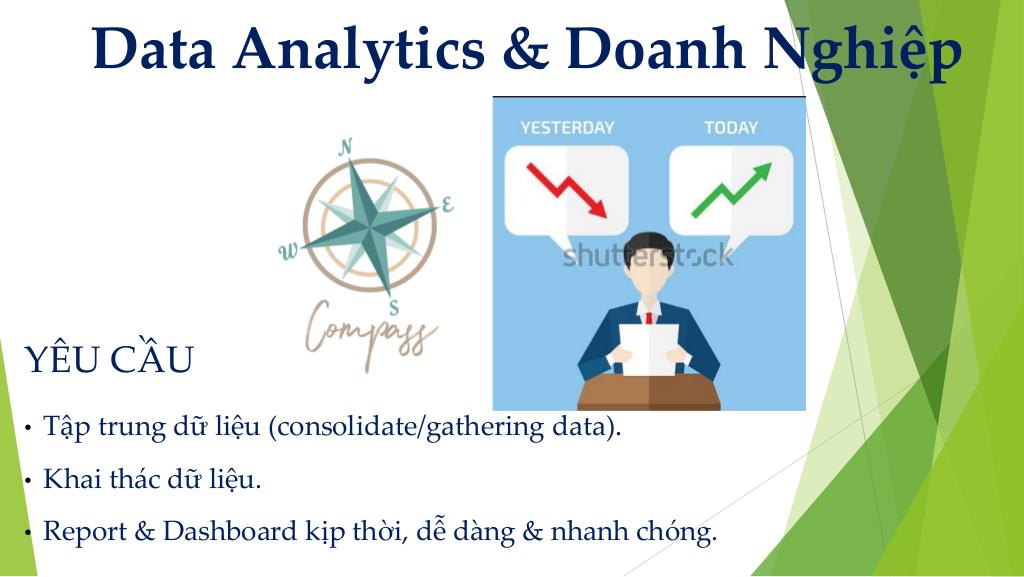 Data Analytics & Doanh Nghiệp
YESTERDAY
TODAY
shutterstock
N
E
W
S
Compass
YÊU CẦU
• Tập trung dữ liệu (consolidate/gathering data).
• Khai thác dữ liệu.
• Report & Dashboard kịp thời, dễ dàng & nhanh chóng.